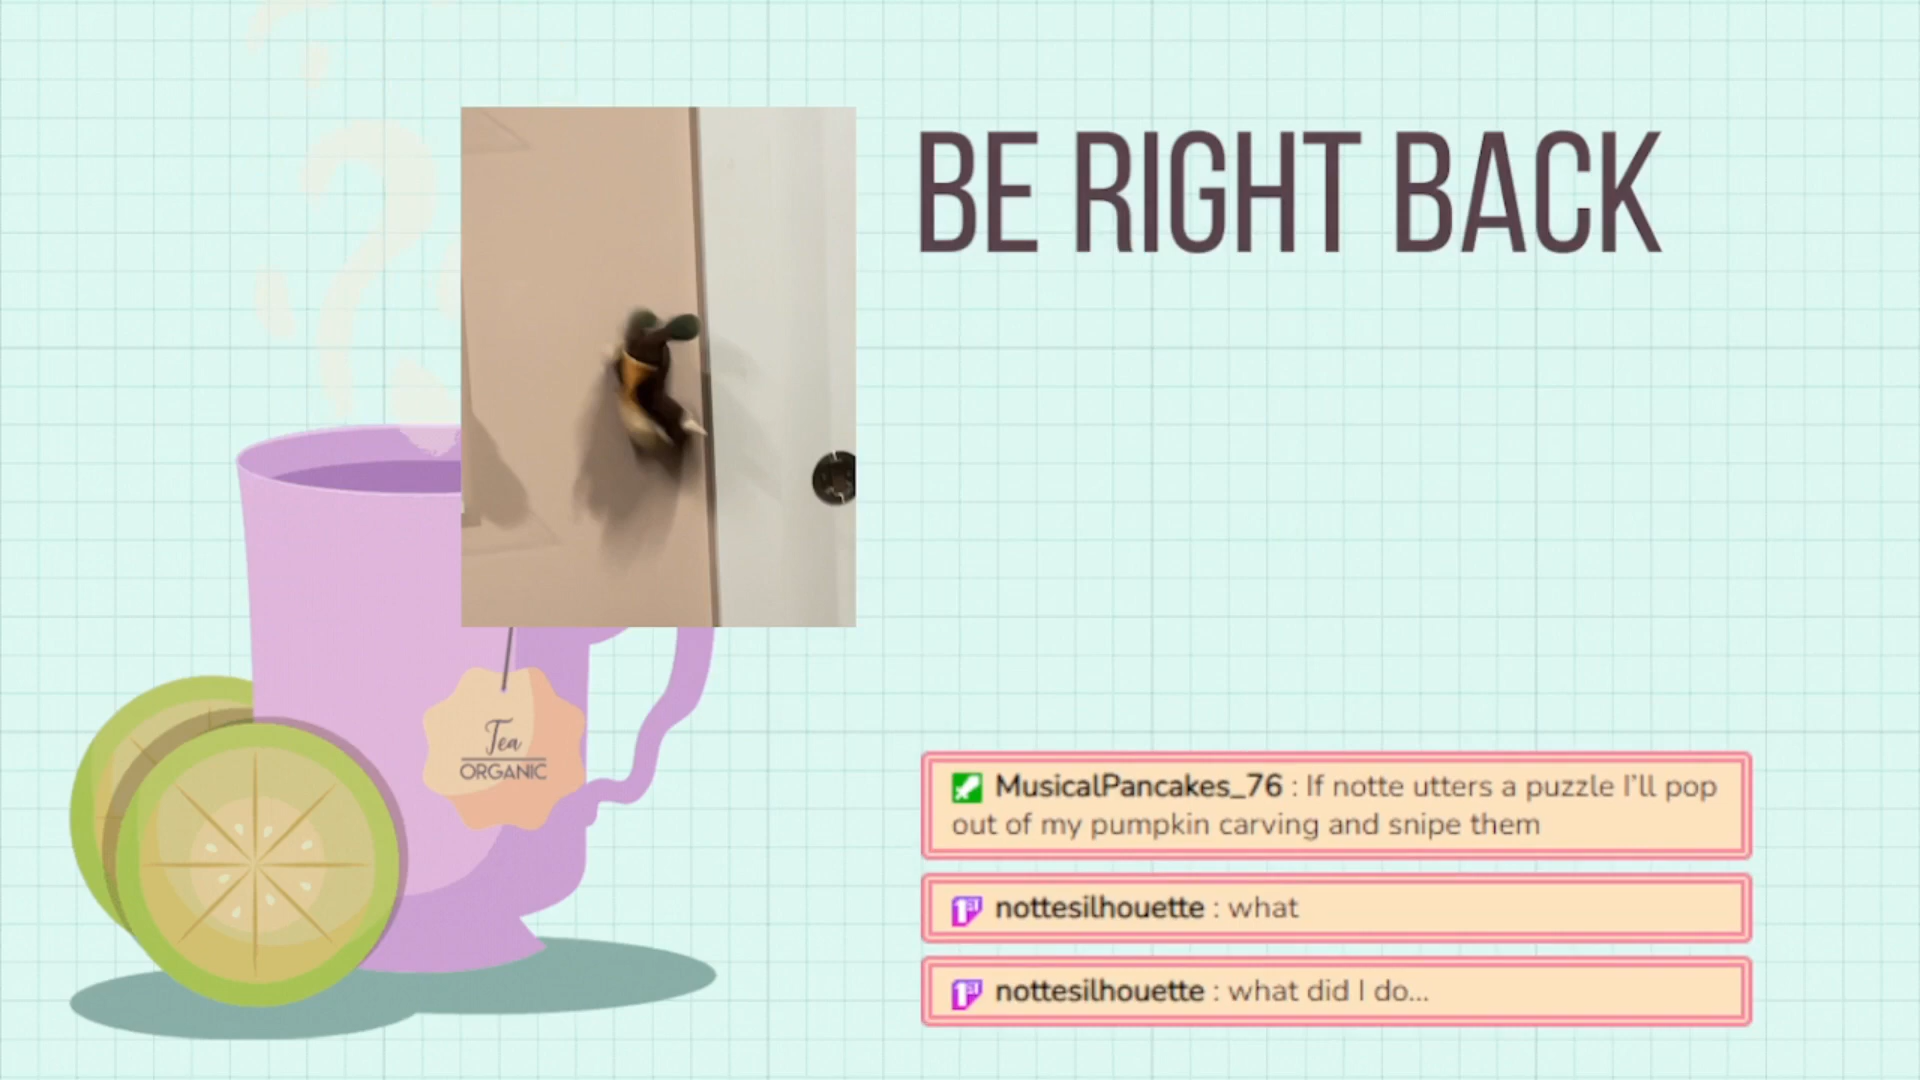 BE RIGHT BACK
Tea
ORGANIC
MusicalPancakes_76 : If notte utters a puzzle I'll pop
out of my pumpkin carving and snipe them
nottesilhouette : what
nottesilhouette : what did I do...